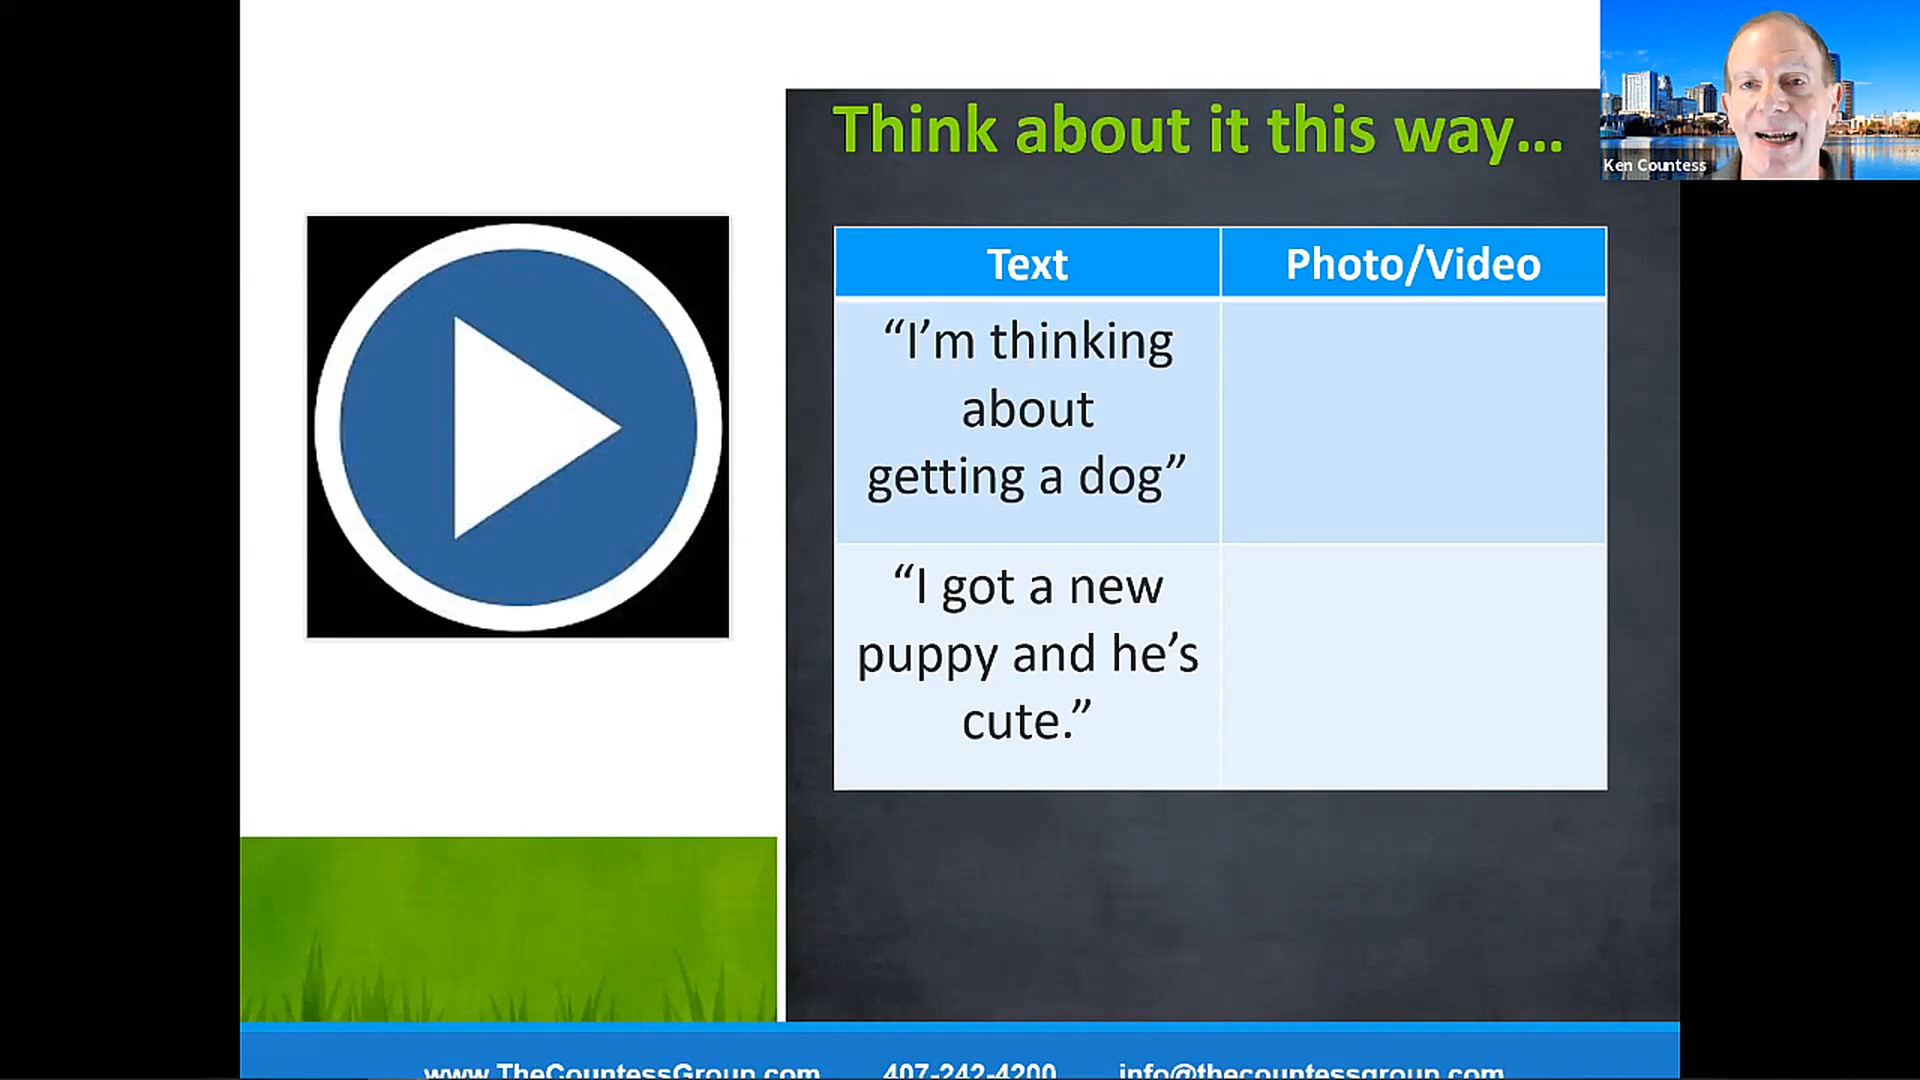 Think about it this way...
Ken Countess
Text
Photo/Video
“I’m thinking
about
getting a dog”
“I got a new
puppy and he’s
cute.”
www.TheCountessGroup.com 407-242-4200 info@thecountessgroup.com